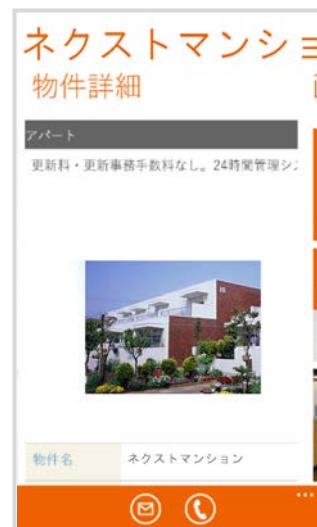 ネクストマンショ
物件詳細
アパート
更新料・更新事務手数料なし。24時間管理シ
物件名
ネクストマンション